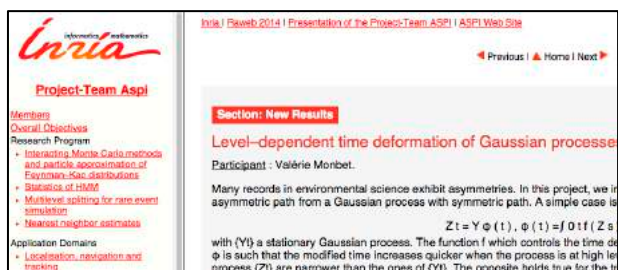 Inria | Raweb 2014 | Presentation of the Project-Team ASPI | ASPI Web Site
informatics mathematics
Inria
Previous | Home | Next
Project-Team Aspi
Members
Overall Objectives
Research Program
Interacting Monte Carlo methods
and particle approximation of
Feynman–Kac distributions
Statistics of HMM
Multilevel splitting for rare event
simulation
Nearest neighbor estimates
Application Domains
Localisation, navigation and
tracking
Section: New Results
Level–dependent time deformation of Gaussian processes
Participant : Valérie Monbet.
Many records in environmental science exhibit asymmetries. In this project, we
asymmetric path from a Gaussian process with symmetric path. A simple case is
Z t = Y φ ( t ) , φ ( t ) = ∫ 0 t f ( Z s )
with {Yt} a stationary Gaussian process. The function f which controls the time
φ is such that the modified time increases quicker when the process is at high
process {Zt} are narrower than the ones of {Yt}. The opposite holds true for the